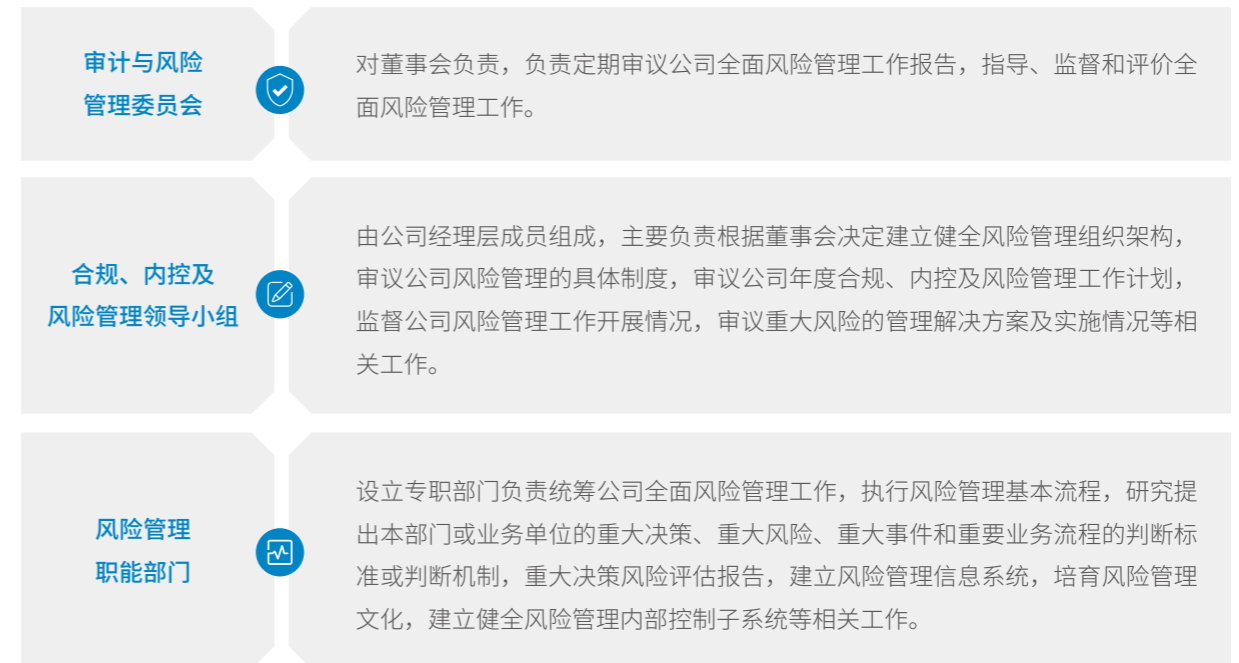 审计与风险
管理委员会
对董事会负责，负责定期审议公司全面风险管理工作报告，指导、监督和评价全
面风险管理工作。
合规、内控及
风险管理领导小组
由公司经理层成员组成，主要负责根据董事会决定建立健全风险管理组织架构，
审议公司风险管理的具体制度，审议公司年度合规、内控及风险管理工作计划，
监督公司风险管理工作开展情况，审议重大风险的管理解决方案及实施情况等相
关工作。
风险管理
职能部门
设立专职部门负责统筹公司全面风险管理工作，执行风险管理基本流程，研究提
出本部门或业务单位的重大决策、重大风险、重大事件和重要业务流程的判断标
准或判断机制，重大决策风险评估报告，建立风险管理信息系统，培育风险管理
文化，建立健全风险管理内部控制子系统等相关工作。